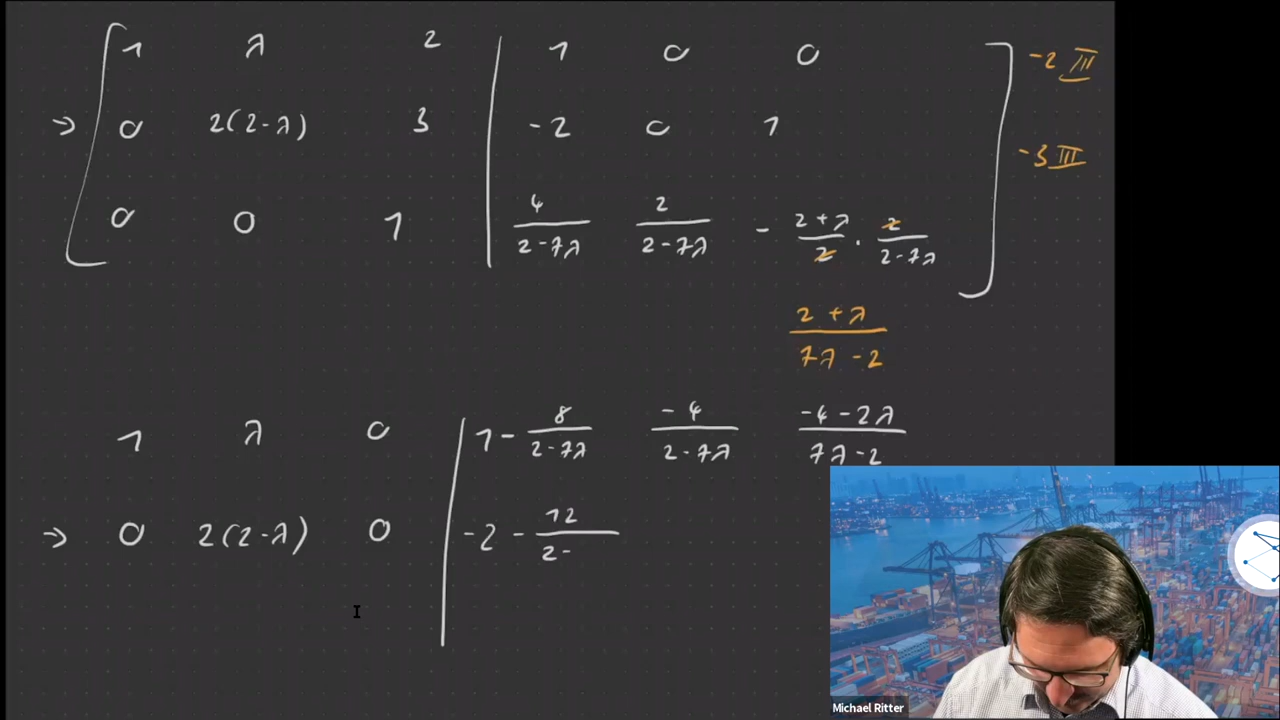 1 λ 2 | 1 0 0 -2 III
→ 0 2(2-λ) 3 | -2 0 1 -3 III
0 0 1 | 4/(2-7λ) 2/(2-7λ) - (2+λ)/2 · 2/(2-7λ)
(2+λ)/(7λ-2)
1 λ 0 | 1 - 8/(2-7λ) -4/(2-7λ) (-4-2λ)/(7λ-2)
→ 0 2(2-λ) 0 | -2 - 12/(2-
Michael Ritter